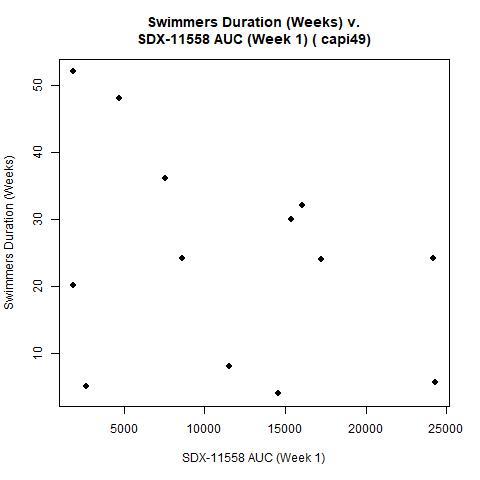 Swimmers Duration (Weeks) v.
SDX-11558 AUC (Week 1) ( capi49)
Swimmers Duration (Weeks)
50
40
30
20
10
5000 10000 15000 20000 25000
SDX-11558 AUC (Week 1)